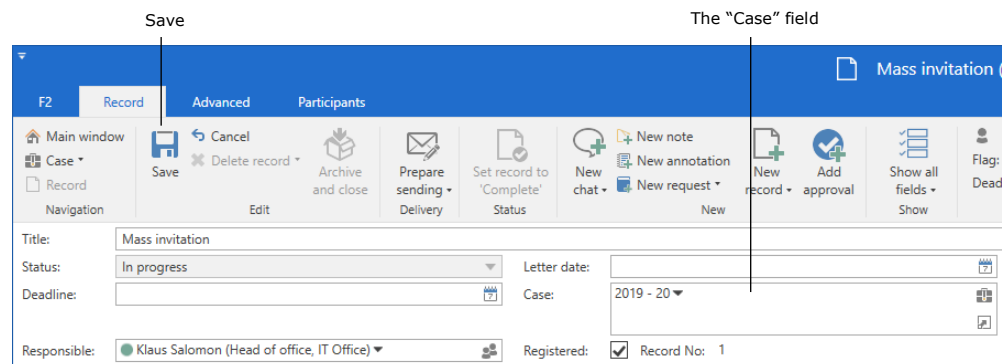 Save
The “Case” field
Mass invitation (
F2 Record Advanced Participants
Main window
Case
Record
Navigation
Save
Cancel
Delete record
Archive
and close
Edit
Prepare
sending
Delivery
Set record to
'Complete'
Status
New
chat
New note
New annotation
New request
New
record
Add
approval
New
Show all
fields
Show
Flag:
Dead
Title: Mass invitation
Status: In progress Letter date:
Deadline: Case: 2019 - 20
Responsible: Klaus Salomon (Head of office, IT Office) Registered: Record No: 1